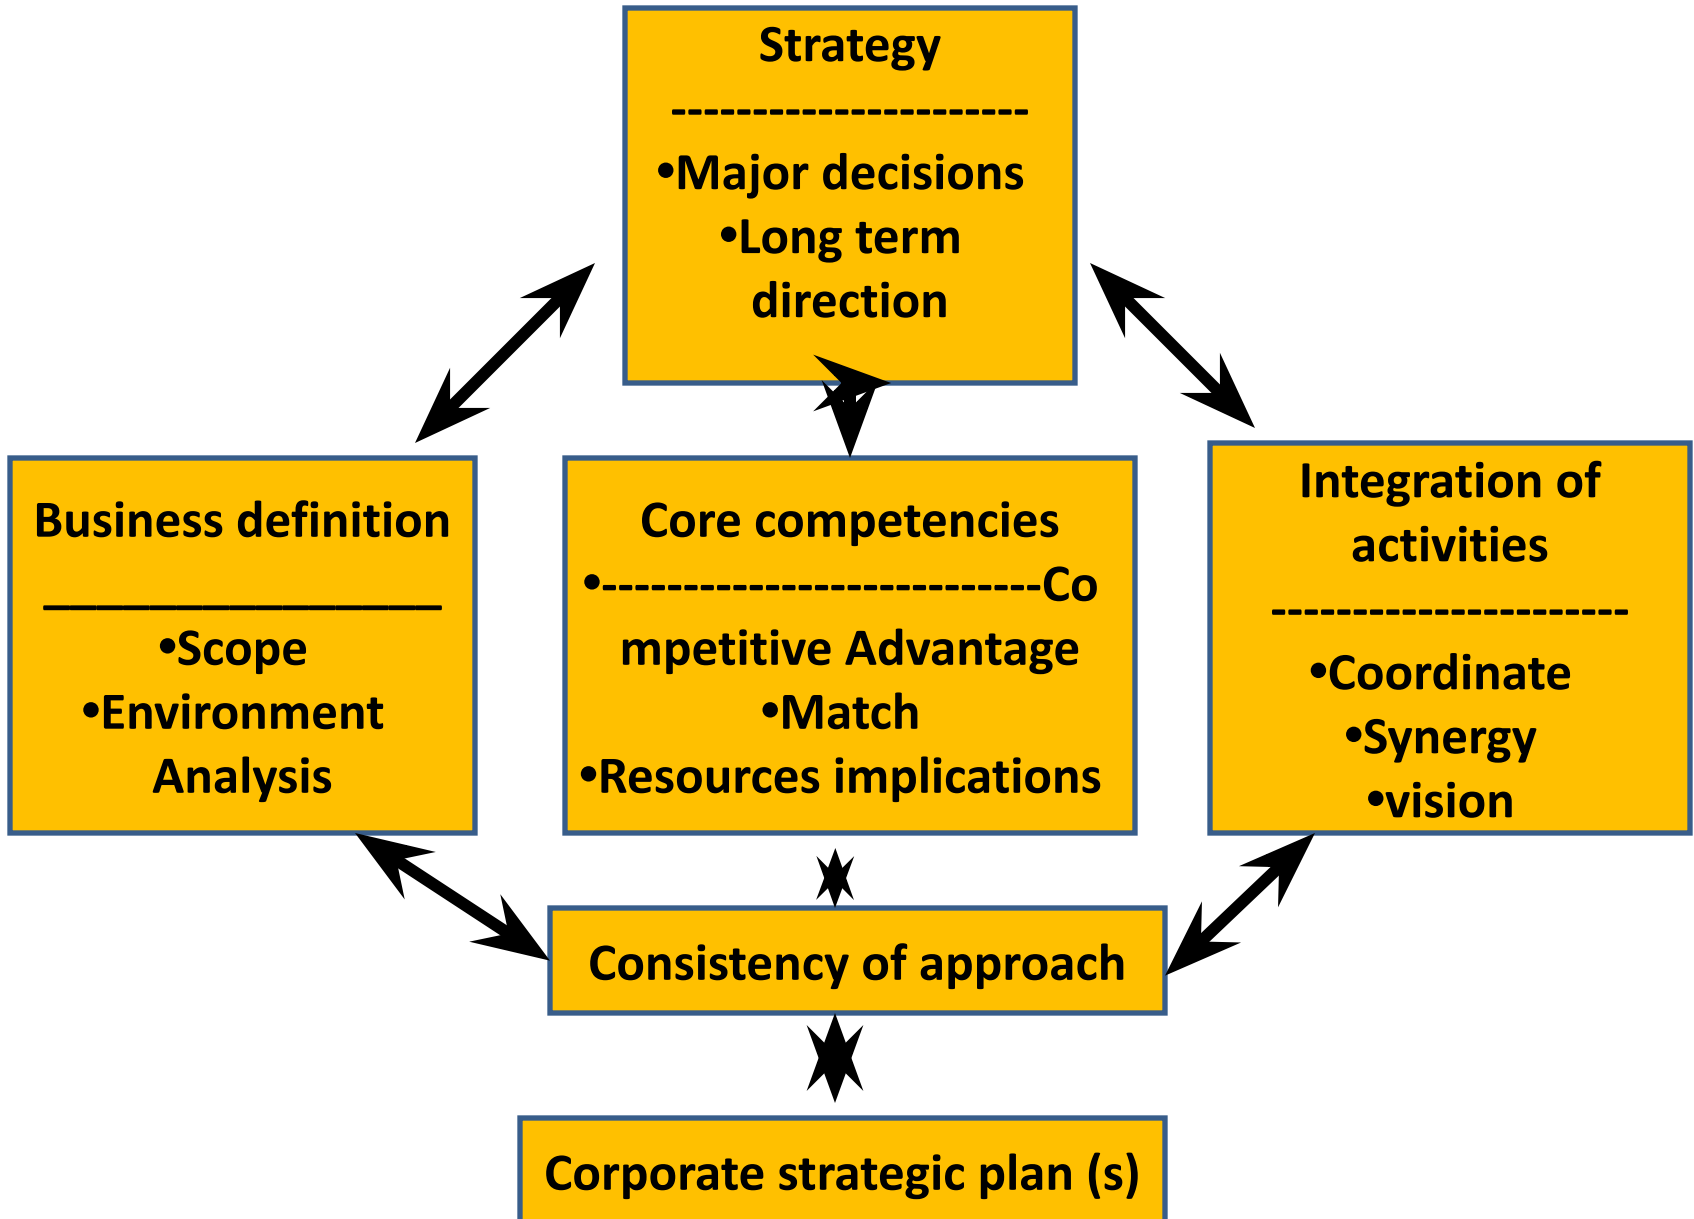 Strategy
----------------------
•Major decisions
•Long term
direction
Business definition
________________
•Scope
•Environment
Analysis
Core competencies
•---------------------------Co
mpetitive Advantage
•Match
•Resources implications
Integration of
activities
----------------------
•Coordinate
•Synergy
•vision
Consistency of approach
Corporate strategic plan (s)